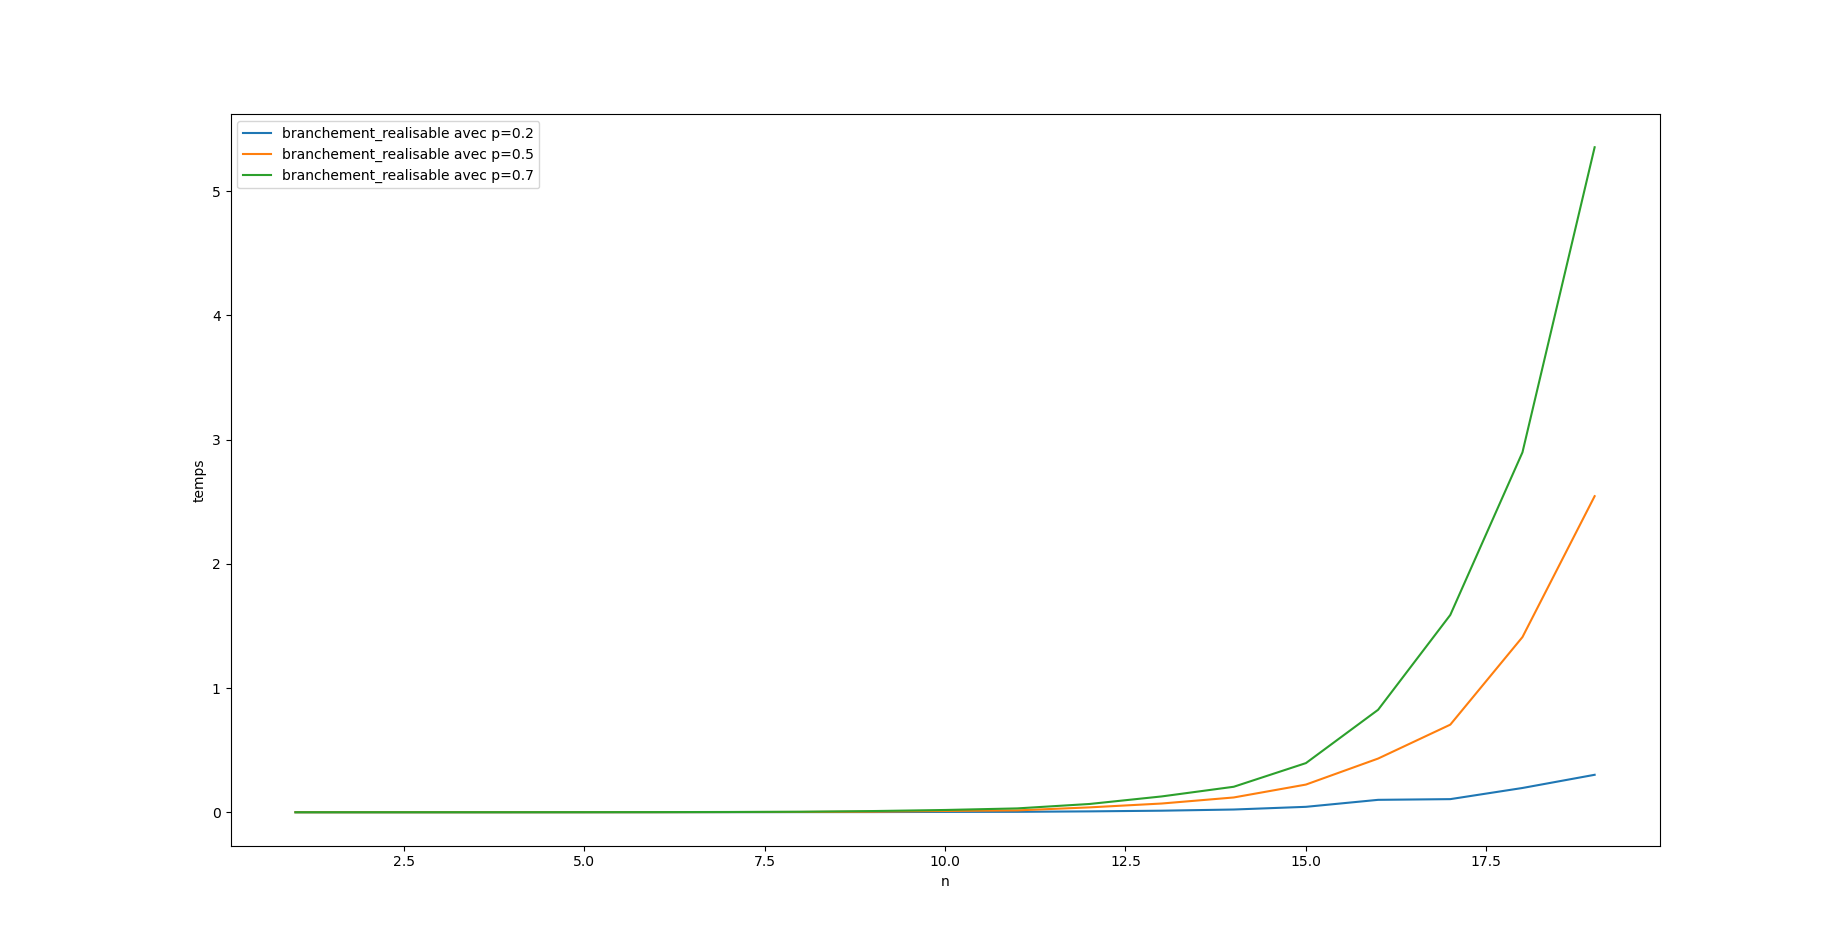 branchement_realisable avec p=0.2
branchement_realisable avec p=0.5
branchement_realisable avec p=0.7
5
4
3
2
1
0
temps
2.5 5.0 7.5 10.0 12.5 15.0 17.5
n